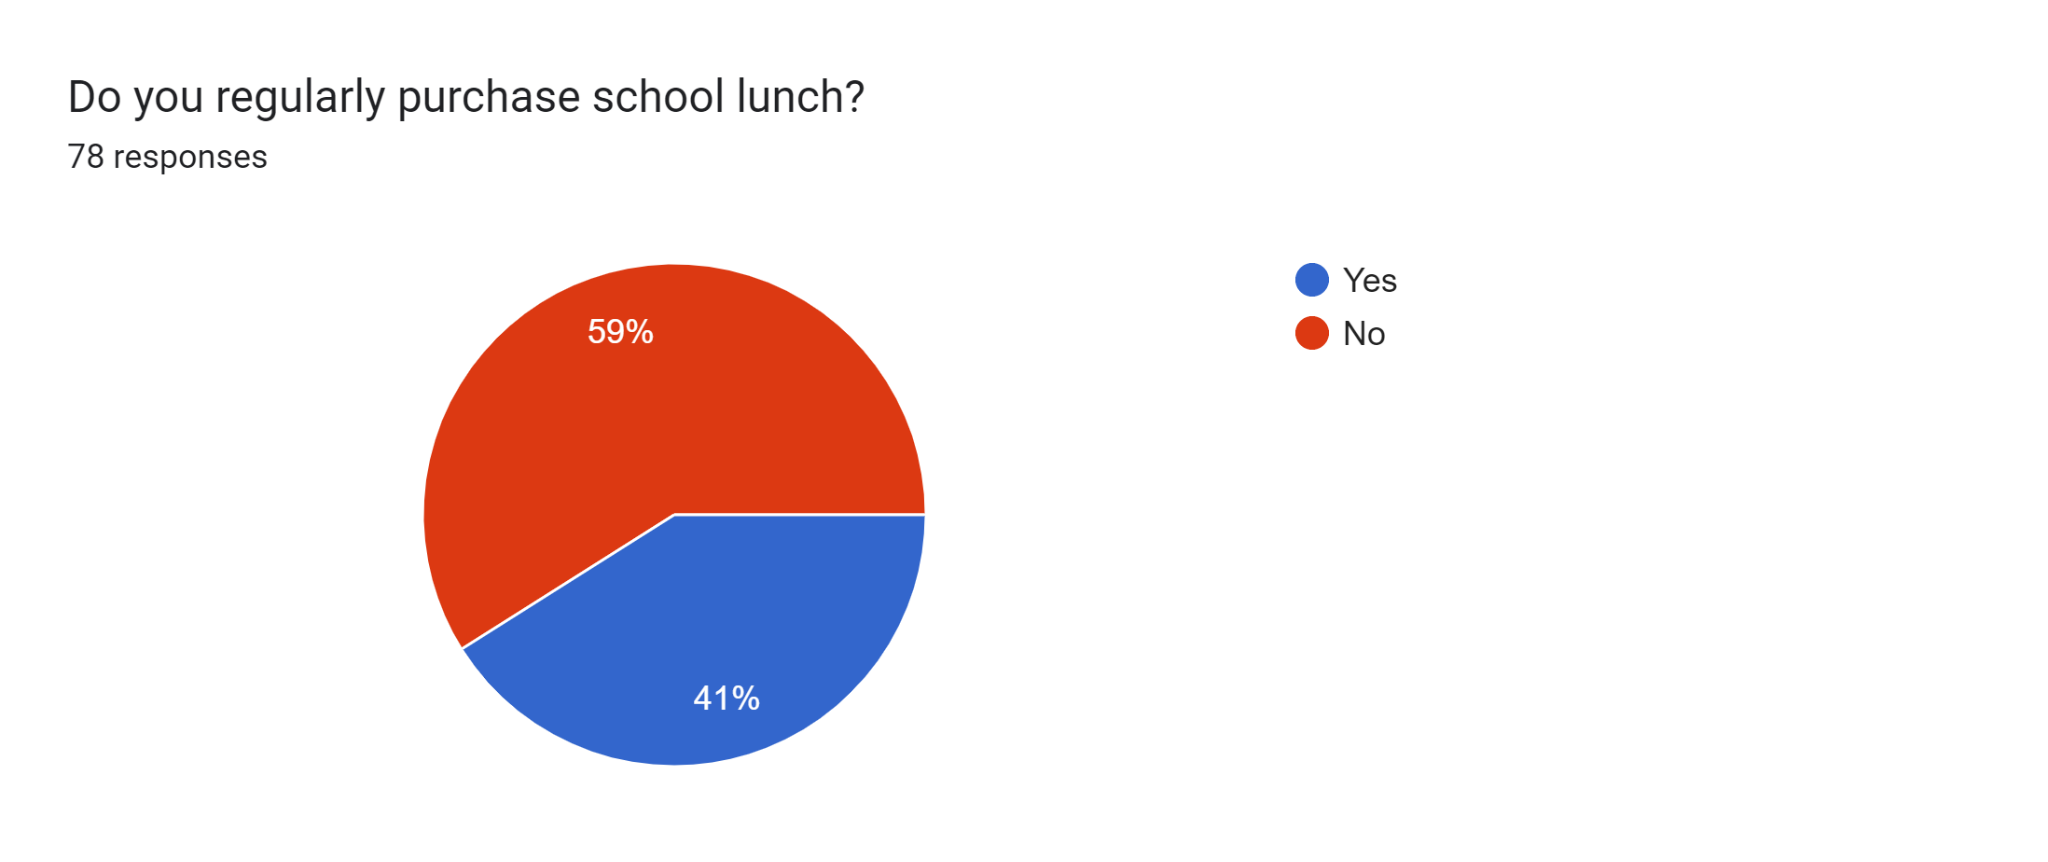 Do you regularly purchase school lunch?
78 responses
59%
41%
Yes
No